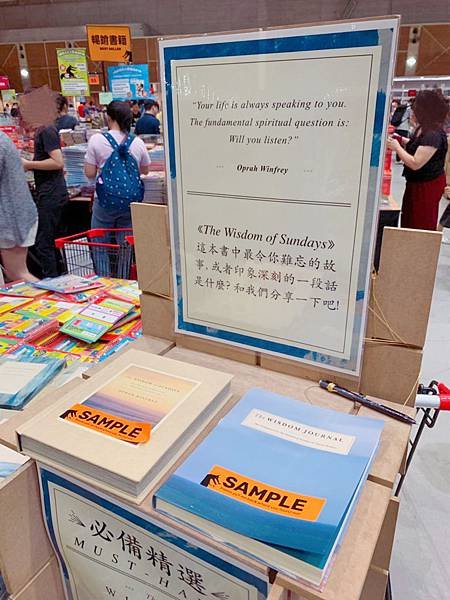 暢銷書籍
BEST SELLER
“Your life is always speaking to you.
The fundamental spiritual question is:
Will you listen?”
Oprah Winfrey
《The Wisdom of Sundays》
這本書中最令你難忘的故
事，或者印象深刻的一段話
是什麼？和我們分享一下吧！
SAMPLE
The WISDOM JOURNAL
SAMPLE
必備精選
MUST-HA